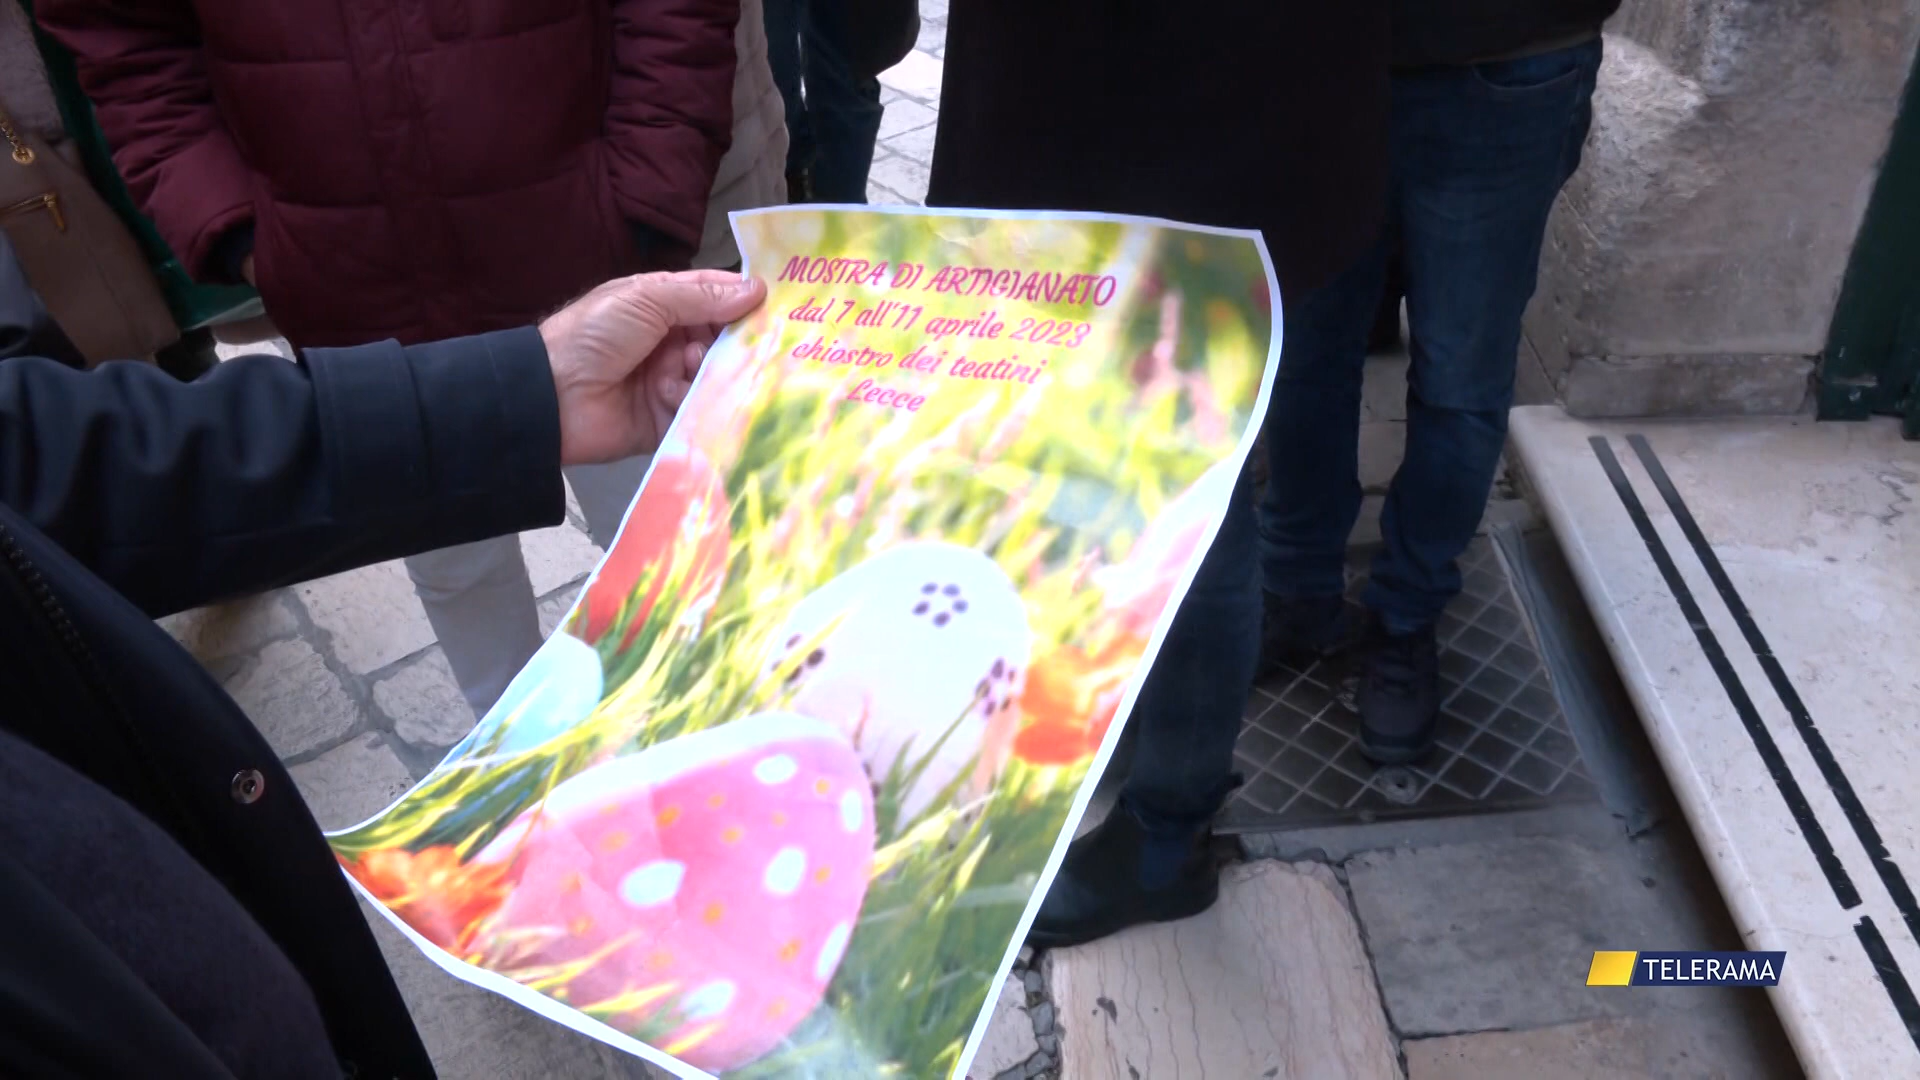 MOSTRA DI ARTIGIANATO
dal 7 all'11 aprile 2023
chiostro dei teatini
Lecce
TELERAMA